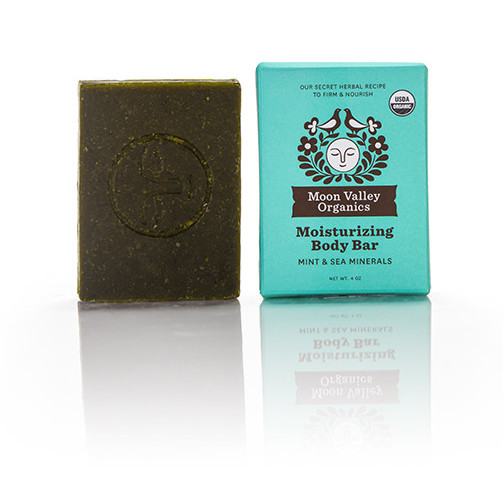 OUR SECRET HERBAL RECIPE
TO FIRM & NOURISH
USDA
ORGANIC
Moon Valley
Organics
Moisturizing
Body Bar
MINT & SEA MINERALS
NET WT. 4 OZ